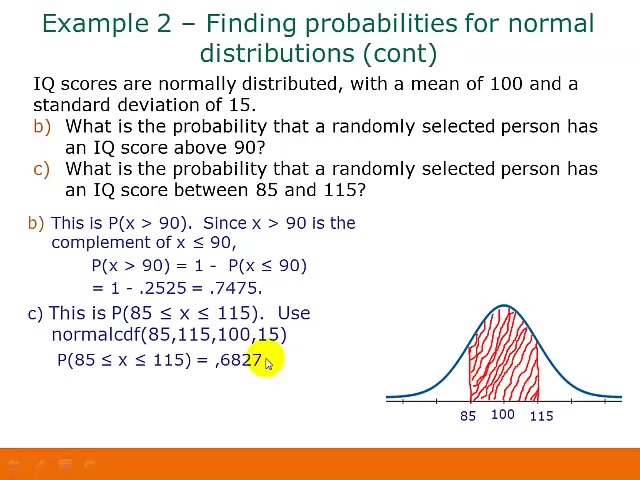 Example 2 – Finding probabilities for normal
distributions (cont)
IQ scores are normally distributed, with a mean of 100 and a
standard deviation of 15.
b) What is the probability that a randomly selected person has
an IQ score above 90?
c) What is the probability that a randomly selected person has
an IQ score between 85 and 115?
b) This is P(x > 90). Since x > 90 is the
complement of x ≤ 90,
P(x > 90) = 1 - P(x ≤ 90)
= 1 - .2525 = .7475.
c) This is P(85 ≤ x ≤ 115). Use
normalcdf(85,115,100,15)
P(85 ≤ x ≤ 115) = ,6827
85 100 115